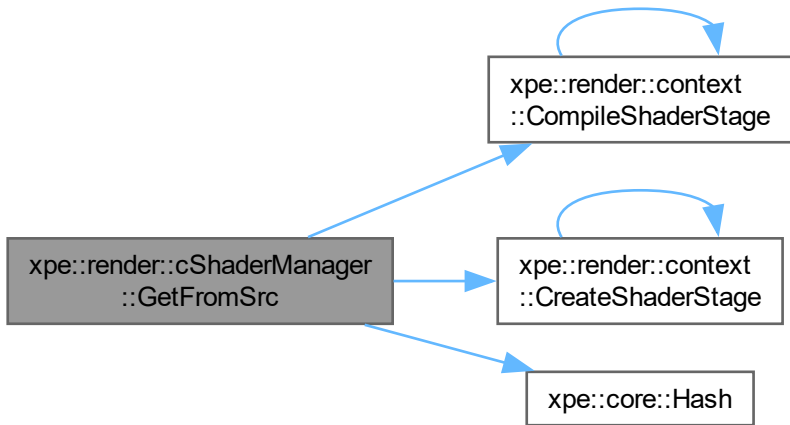 xpe::render::context
::CompileShaderStage
xpe::render::cShaderManager
::GetFromSrc
xpe::render::context
::CreateShaderStage
xpe::core::Hash